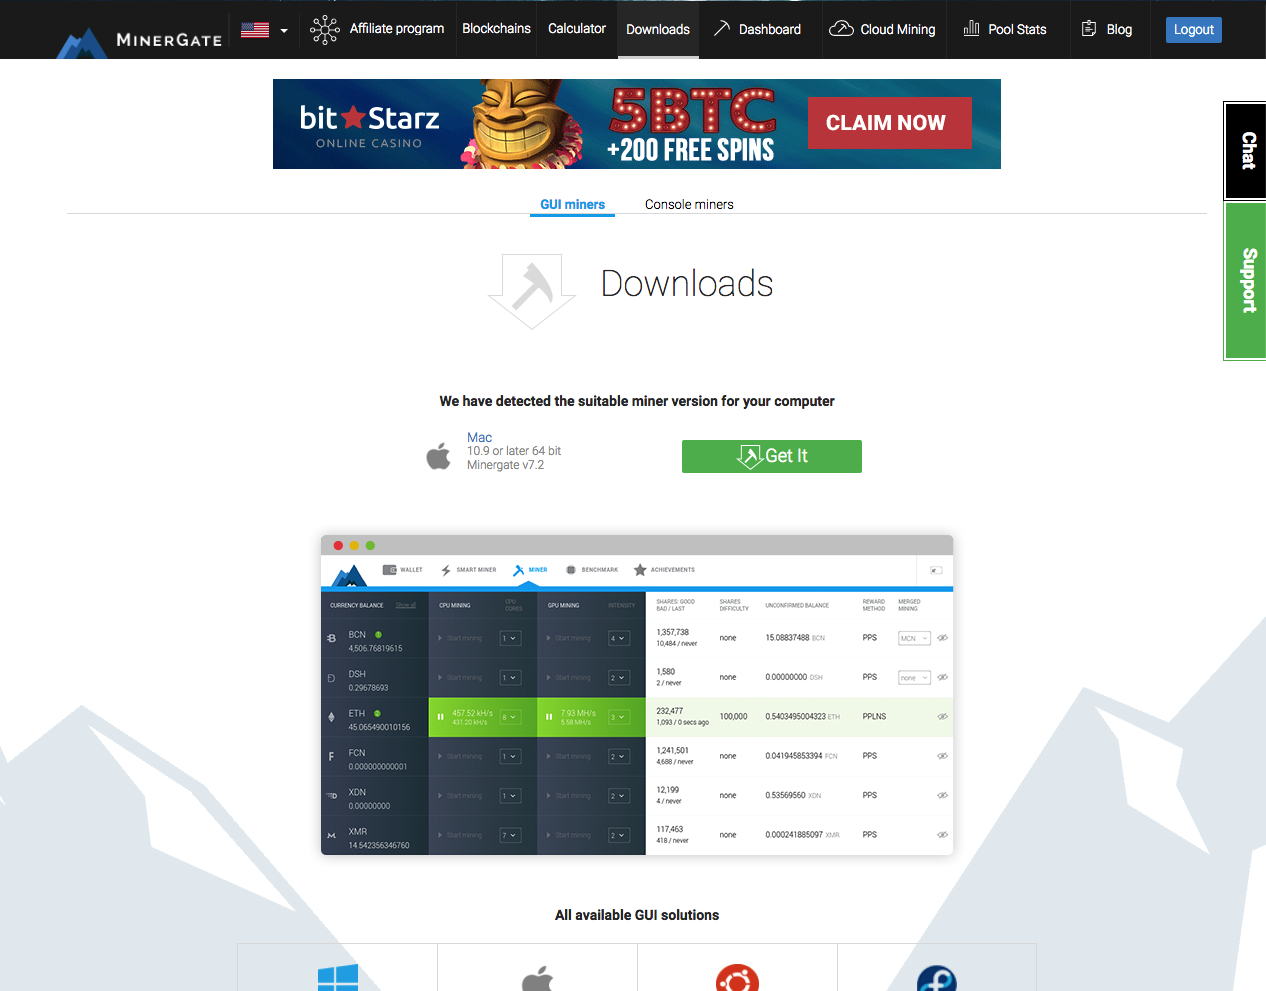 MINERGATE
Affiliate program
Blockchains
Calculator
Downloads
Dashboard
Cloud Mining
Pool Stats
Blog
Logout
bit Starz
ONLINE CASINO
5BTC
+200 FREE SPINS
CLAIM NOW
Chat
Support
GUI miners
Console miners
Downloads
We have detected the suitable miner version for your computer
Mac
10.9 or later 64 bit
Minergate v7.2
Get It
WALLET
SMART MINER
MINER
BENCHMARK
ACHIEVEMENTS
CURRENCY BALANCE Show all
CPU MINING
CPU
CORES
GPU MINING
INTENSITY
SHARES: GOOD
BAD / LAST
SHARES
DIFFICULTY
UNCONFIRMED BALANCE
REWARD
METHOD
MERGED
MINING
BCN
4,506.76819615
Start mining 1
Start mining 4
1,357,738
10,484 / never
none
15.08837488 BCN
PPS
MCN
DSH
0.29678693
Start mining 1
Start mining 2
1,580
2 / never
none
0.00000000 DSH
PPS
none
ETH
45.065490010156
457.52 kH/s
431.20 kH/s
8
7.93 MH/s
5.58 MH/s
3
232,477
1,093 / 0 secs ago
100,000
0.5403495004323 ETH
PPLNS
FCN
0.000000000001
Start mining 1
Start mining 2
1,241,501
4,688 / never
none
0.041945853394 FCN
PPS
XDN
0.00000000
Start mining 1
Start mining 2
12,199
4 / never
none
0.53569560 XDN
PPS
XMR
14.542356346760
Start mining 7
Start mining 2
117,463
418 / never
none
0.000241885097 XMR
PPS
All available GUI solutions